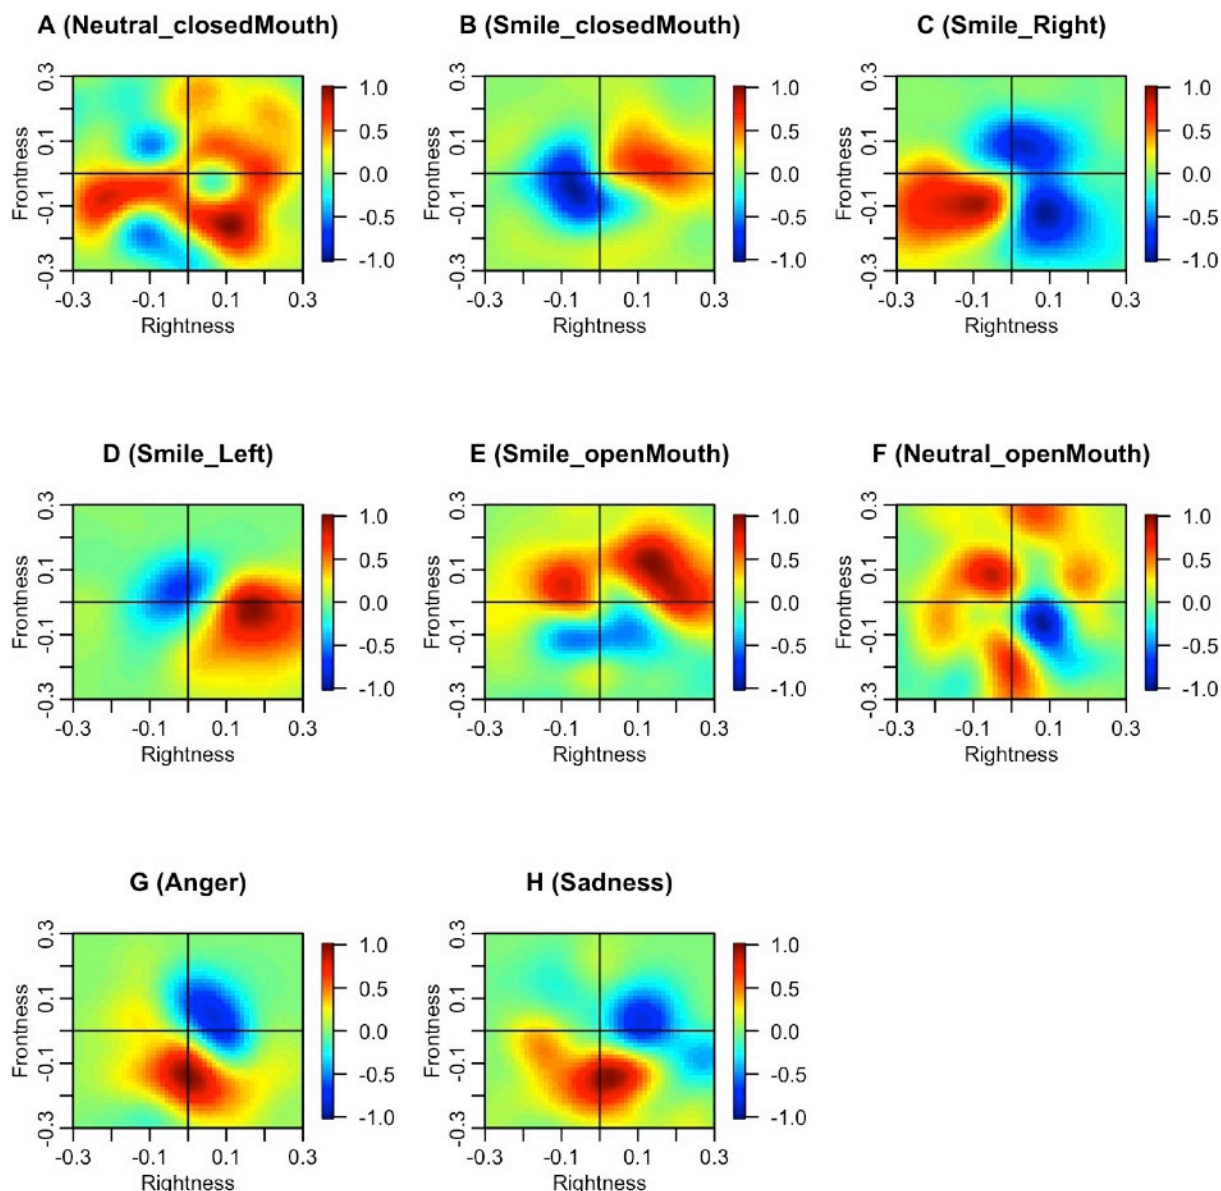 A (Neutral_closedMouth)
0.3
0.1
-0.1
-0.3
Frontness
-0.3 -0.1 0.1 0.3
Rightness
1.0
0.5
0.0
-0.5
-1.0
B (Smile_closedMouth)
0.3
0.1
-0.1
-0.3
Frontness
-0.3 -0.1 0.1 0.3
Rightness
1.0
0.5
0.0
-0.5
-1.0
C (Smile_Right)
0.3
0.1
-0.1
-0.3
Frontness
-0.3 -0.1 0.1 0.3
Rightness
1.0
0.5
0.0
-0.5
-1.0
D (Smile_Left)
0.3
0.1
-0.1
-0.3
Frontness
-0.3 -0.1 0.1 0.3
Rightness
1.0
0.5
0.0
-0.5
-1.0
E (Smile_openMouth)
0.3
0.1
-0.1
-0.3
Frontness
-0.3 -0.1 0.1 0.3
Rightness
1.0
0.5
0.0
-0.5
-1.0
F (Neutral_openMouth)
0.3
0.1
-0.1
-0.3
Frontness
-0.3 -0.1 0.1 0.3
Rightness
1.0
0.5
0.0
-0.5
-1.0
G (Anger)
0.3
0.1
-0.1
-0.3
Frontness
-0.3 -0.1 0.1 0.3
Rightness
1.0
0.5
0.0
-0.5
-1.0
H (Sadness)
0.3
0.1
-0.1
-0.3
Frontness
-0.3 -0.1 0.1 0.3
Rightness
1.0
0.5
0.0
-0.5
-1.0